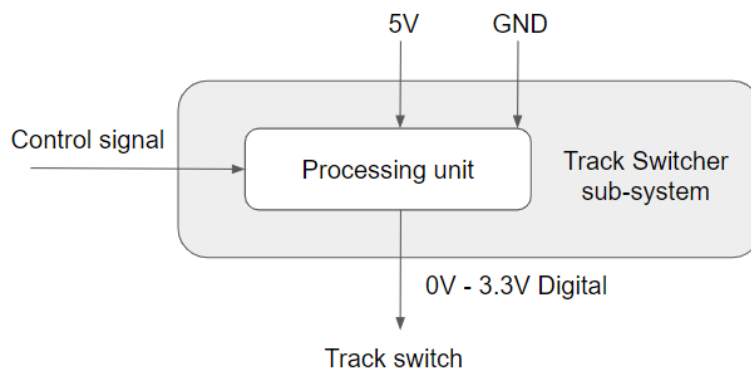 5V
GND
Control signal
Processing unit
Track Switcher
sub-system
0V - 3.3V Digital
Track switch